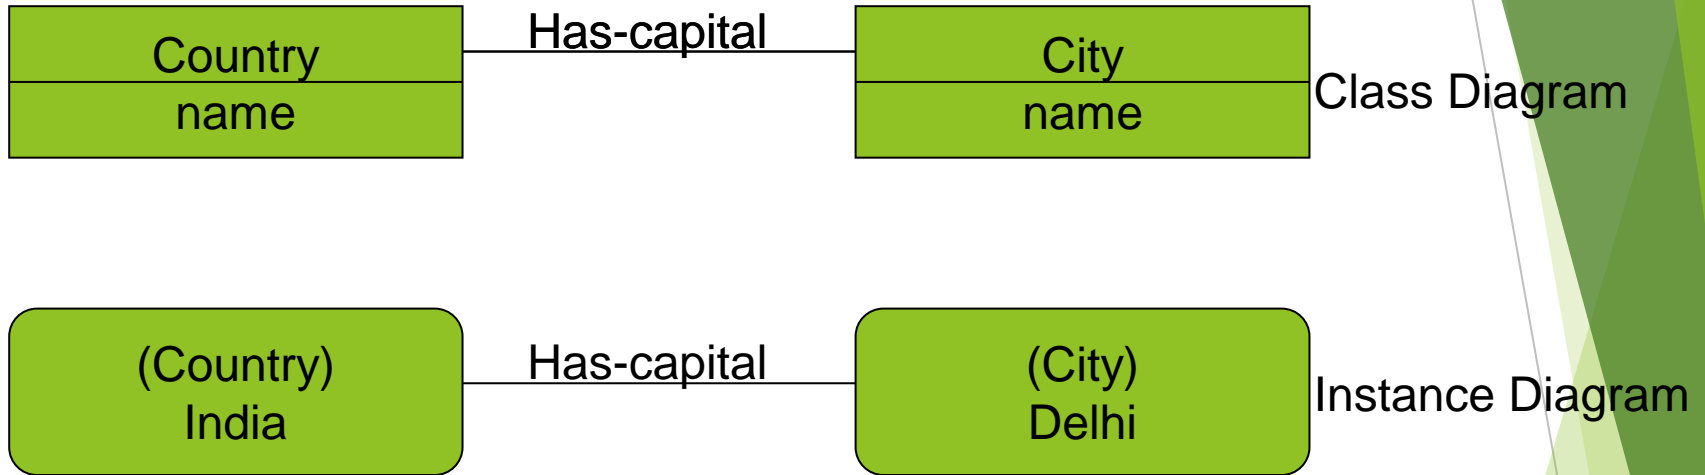 Country
name
Has-capital
City
name
Class Diagram
(Country)
India
Has-capital
(City)
Delhi
Instance Diagram